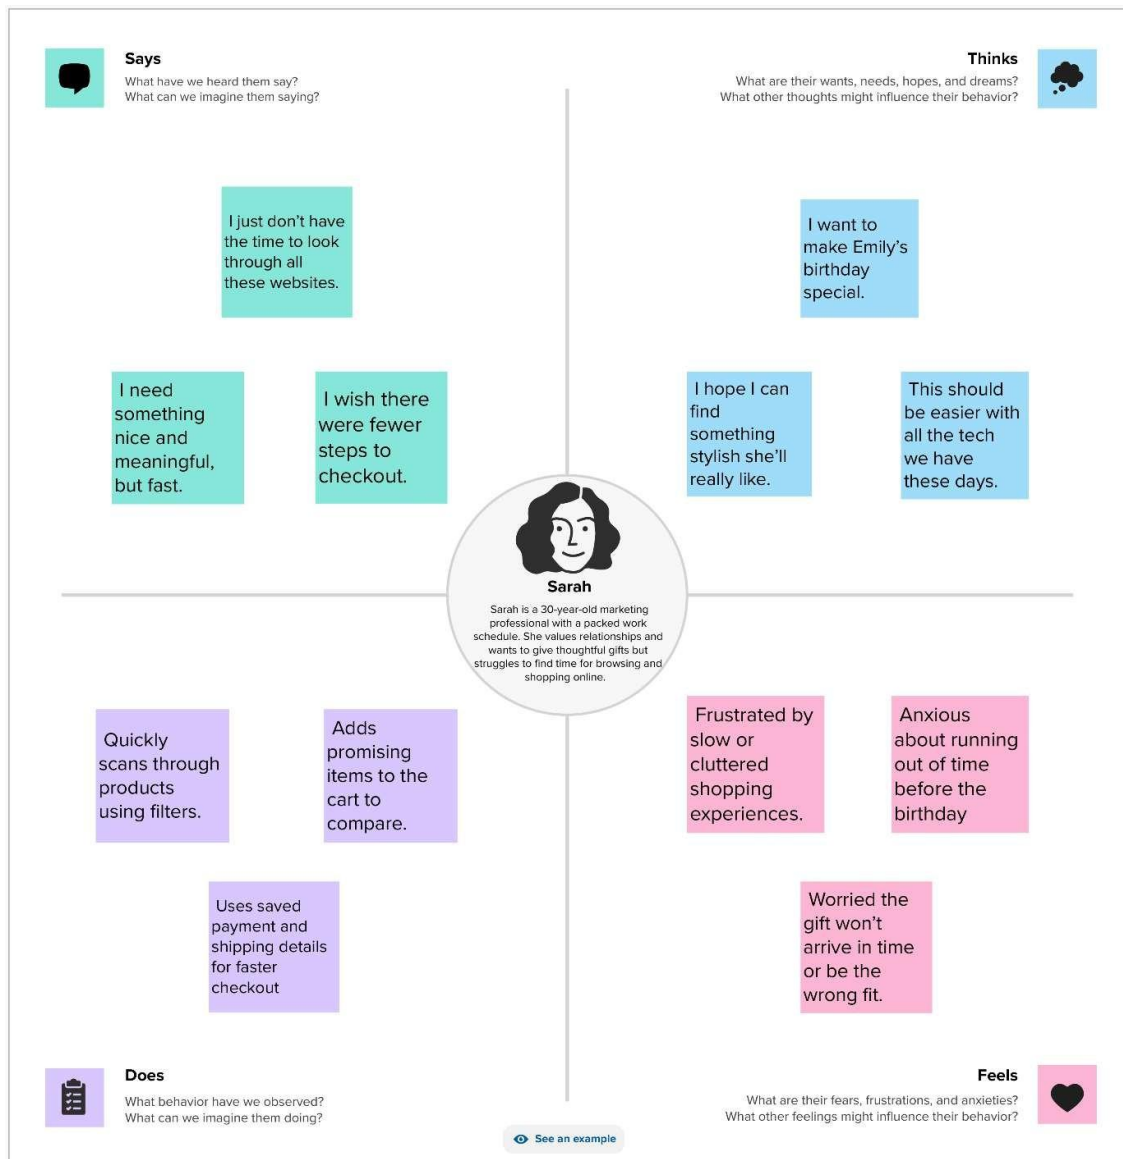 Says
What have we heard them say?
What can we imagine them saying?
Thinks
What are their wants, needs, hopes, and dreams?
What other thoughts might influence their behavior?
I just don’t have
the time to look
through all
these websites.
I need
something
nice and
meaningful,
but fast.
I wish there
were fewer
steps to
checkout.
I want to
make Emily’s
birthday
special.
I hope I can
find
something
stylish she’ll
really like.
This should
be easier with
all the tech
we have
these days.
Sarah
Sarah is a 30-year-old marketing
professional with a packed work
schedule. She values relationships and
wants to give thoughtful gifts but
struggles to find time for browsing and
shopping online.
Quickly
scans through
products
using filters.
Adds
promising
items to the
cart to
compare.
Uses saved
payment and
shipping details
for faster
checkout
Frustrated by
slow or
cluttered
shopping
experiences.
Anxious
about running
out of time
before the
birthday
Worried the
gift won’t
arrive in time
or be the
wrong fit.
Does
What behavior have we observed?
What can we imagine them doing?
Feels
What are their fears, frustrations, and anxieties?
What other feelings might influence their behavior?
See an example